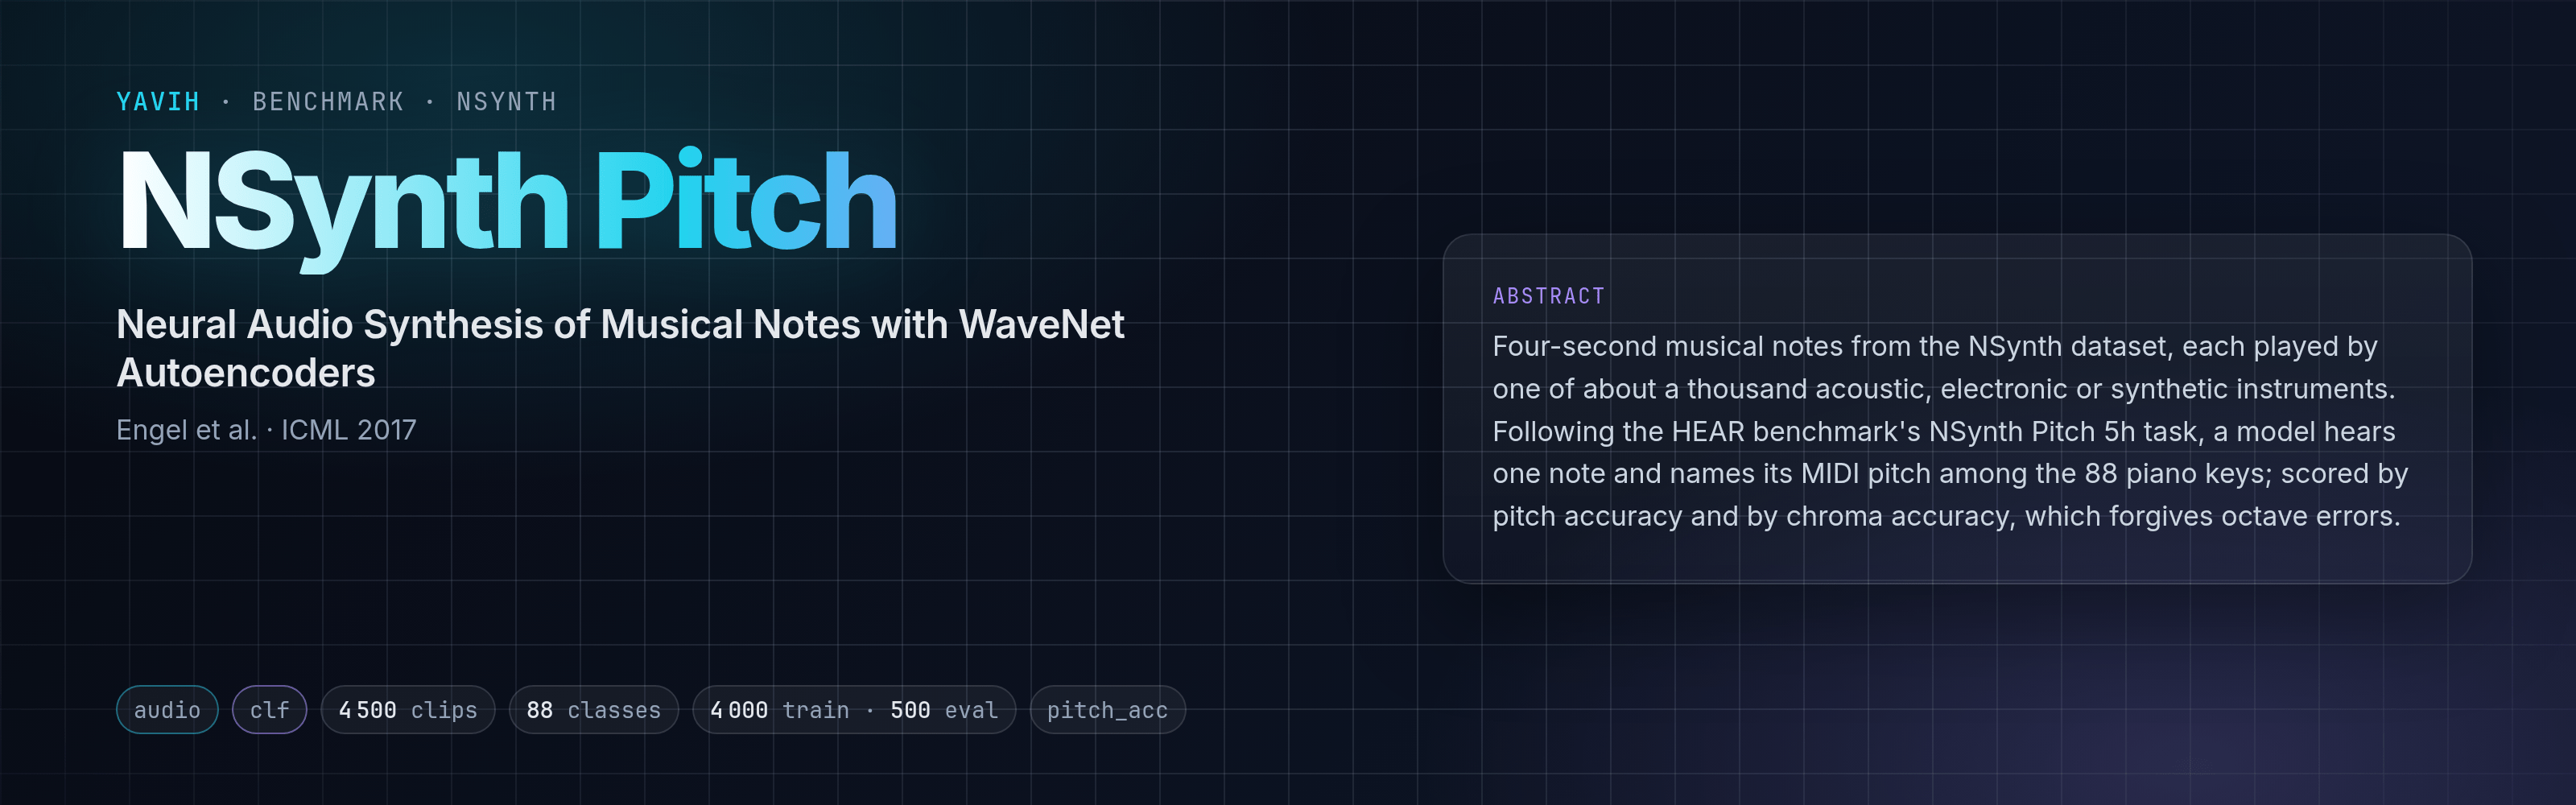 YAVIH · BENCHMARK · NSYNTH
NSynth Pitch
Neural Audio Synthesis of Musical Notes with WaveNet
Autoencoders
Engel et al. · ICML 2017
ABSTRACT
Four-second musical notes from the NSynth dataset, each played by
one of about a thousand acoustic, electronic or synthetic instruments.
Following the HEAR benchmark's NSynth Pitch 5h task, a model hears
one note and names its MIDI pitch among the 88 piano keys; scored by
pitch accuracy and by chroma accuracy, which forgives octave errors.
audio clf 4 500 clips 88 classes 4 000 train · 500 eval pitch_acc